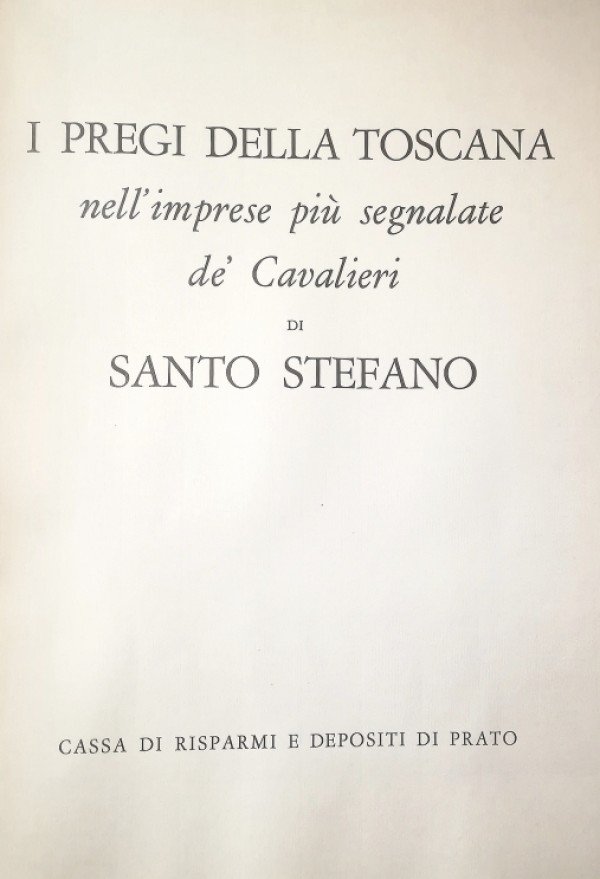 I PREGI DELLA TOSCANA
nell'imprese più segnalate
de' Cavalieri
DI
SANTO STEFANO
CASSA DI RISPARMI E DEPOSITI DI PRATO